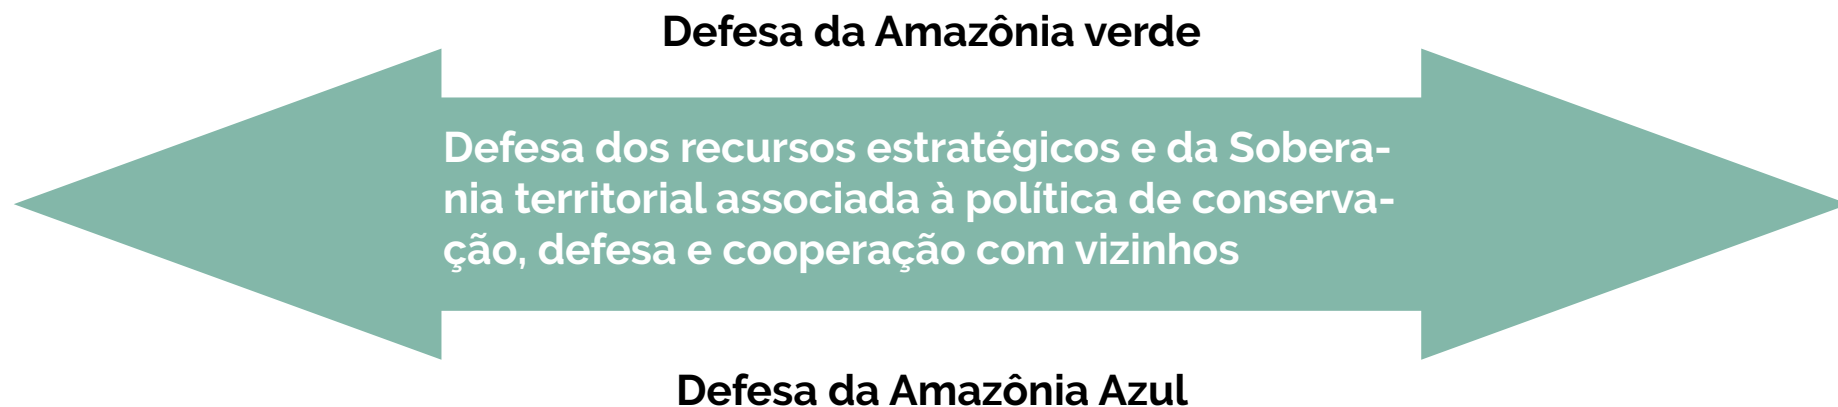 Defesa da Amazônia verde
Defesa dos recursos estratégicos e da Sobera-
nia territorial associada à política de conserva-
ção, defesa e cooperação com vizinhos
Defesa da Amazônia Azul